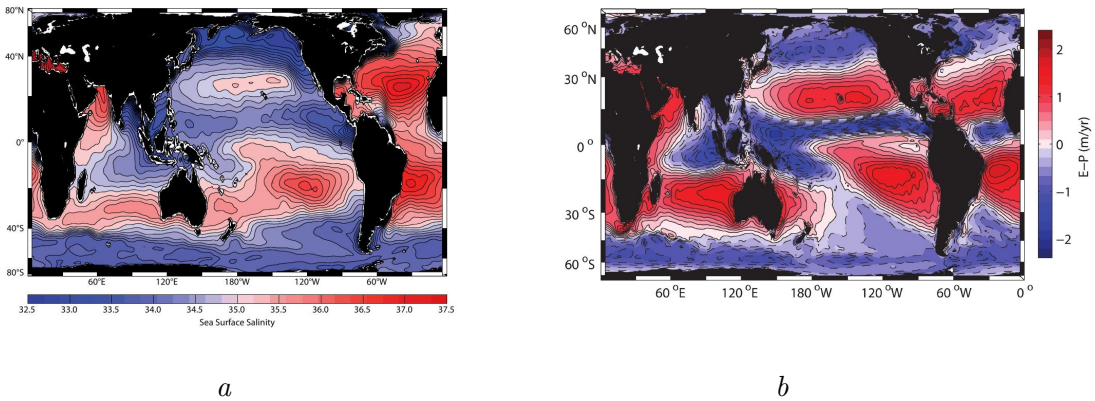 80°N
40°N
0°
40°S
80°S
60°E 120°E 180°W 120°W 60°W
32.5 33.0 33.5 34.0 34.5 35.0 35.5 36.0 36.5 37.0 37.5
Sea Surface Salinity
a
60 °N
30 °N
0 °
30 °S
60 °S
60 °E 120 °E 180 °W 120 °W 60 °W 0°
2
1
0
−1
−2
E−P (m/yr)
b